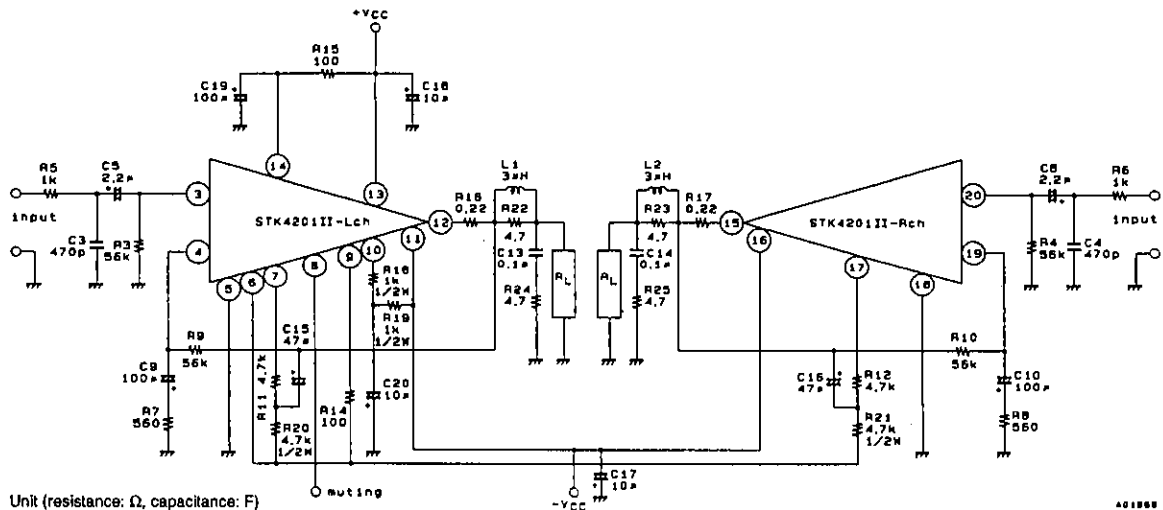 +VCC
R15
100
C19
100μ
C18
10μ
R5
1k
C5
2.2μ
input
C3
470p
R3
56k
3
4
14
13
STK4201II-Lch
12
11
10
9
8
7
6
5
R16
0.22
L1
3μH
R22
4.7
C13
0.1μ
R24
4.7
RL
L2
3μH
R23
4.7
R17
0.22
C14
0.1μ
R25
4.7
RL
15
16
STK4201II-Rch
17
18
20
19
C6
2.2μ
R6
1k
input
R4
56k
C4
470p
R18
1k
1/2W
R19
1k
1/2W
R9
56k
C9
100μ
R7
560
C15
47μ
R11 4.7k
R20
4.7k
1/2W
R14
100
C20
10μ
R10
56k
C16
47μ
R12
4.7k
R21
4.7k
1/2W
C10
100μ
R8
560
C17
10μ
muting
-VCC
Unit (resistance: Ω, capacitance: F)